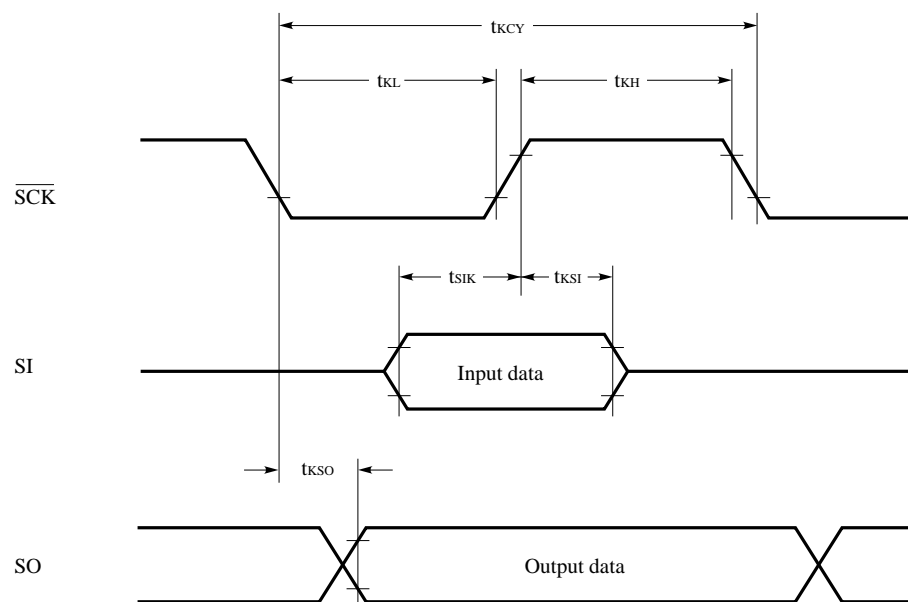 tKCY
tKL
tKH
SCK
tSIK
tKSI
SI
Input data
tKSO
SO
Output data